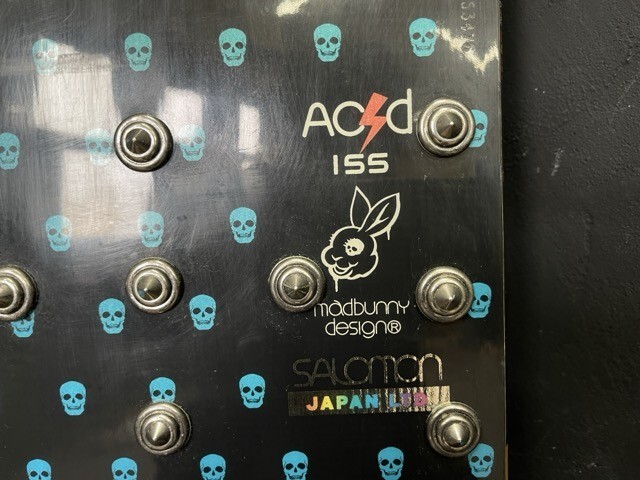 ACID
155
madbunny
design®
SALOMON
JAPAN LTD